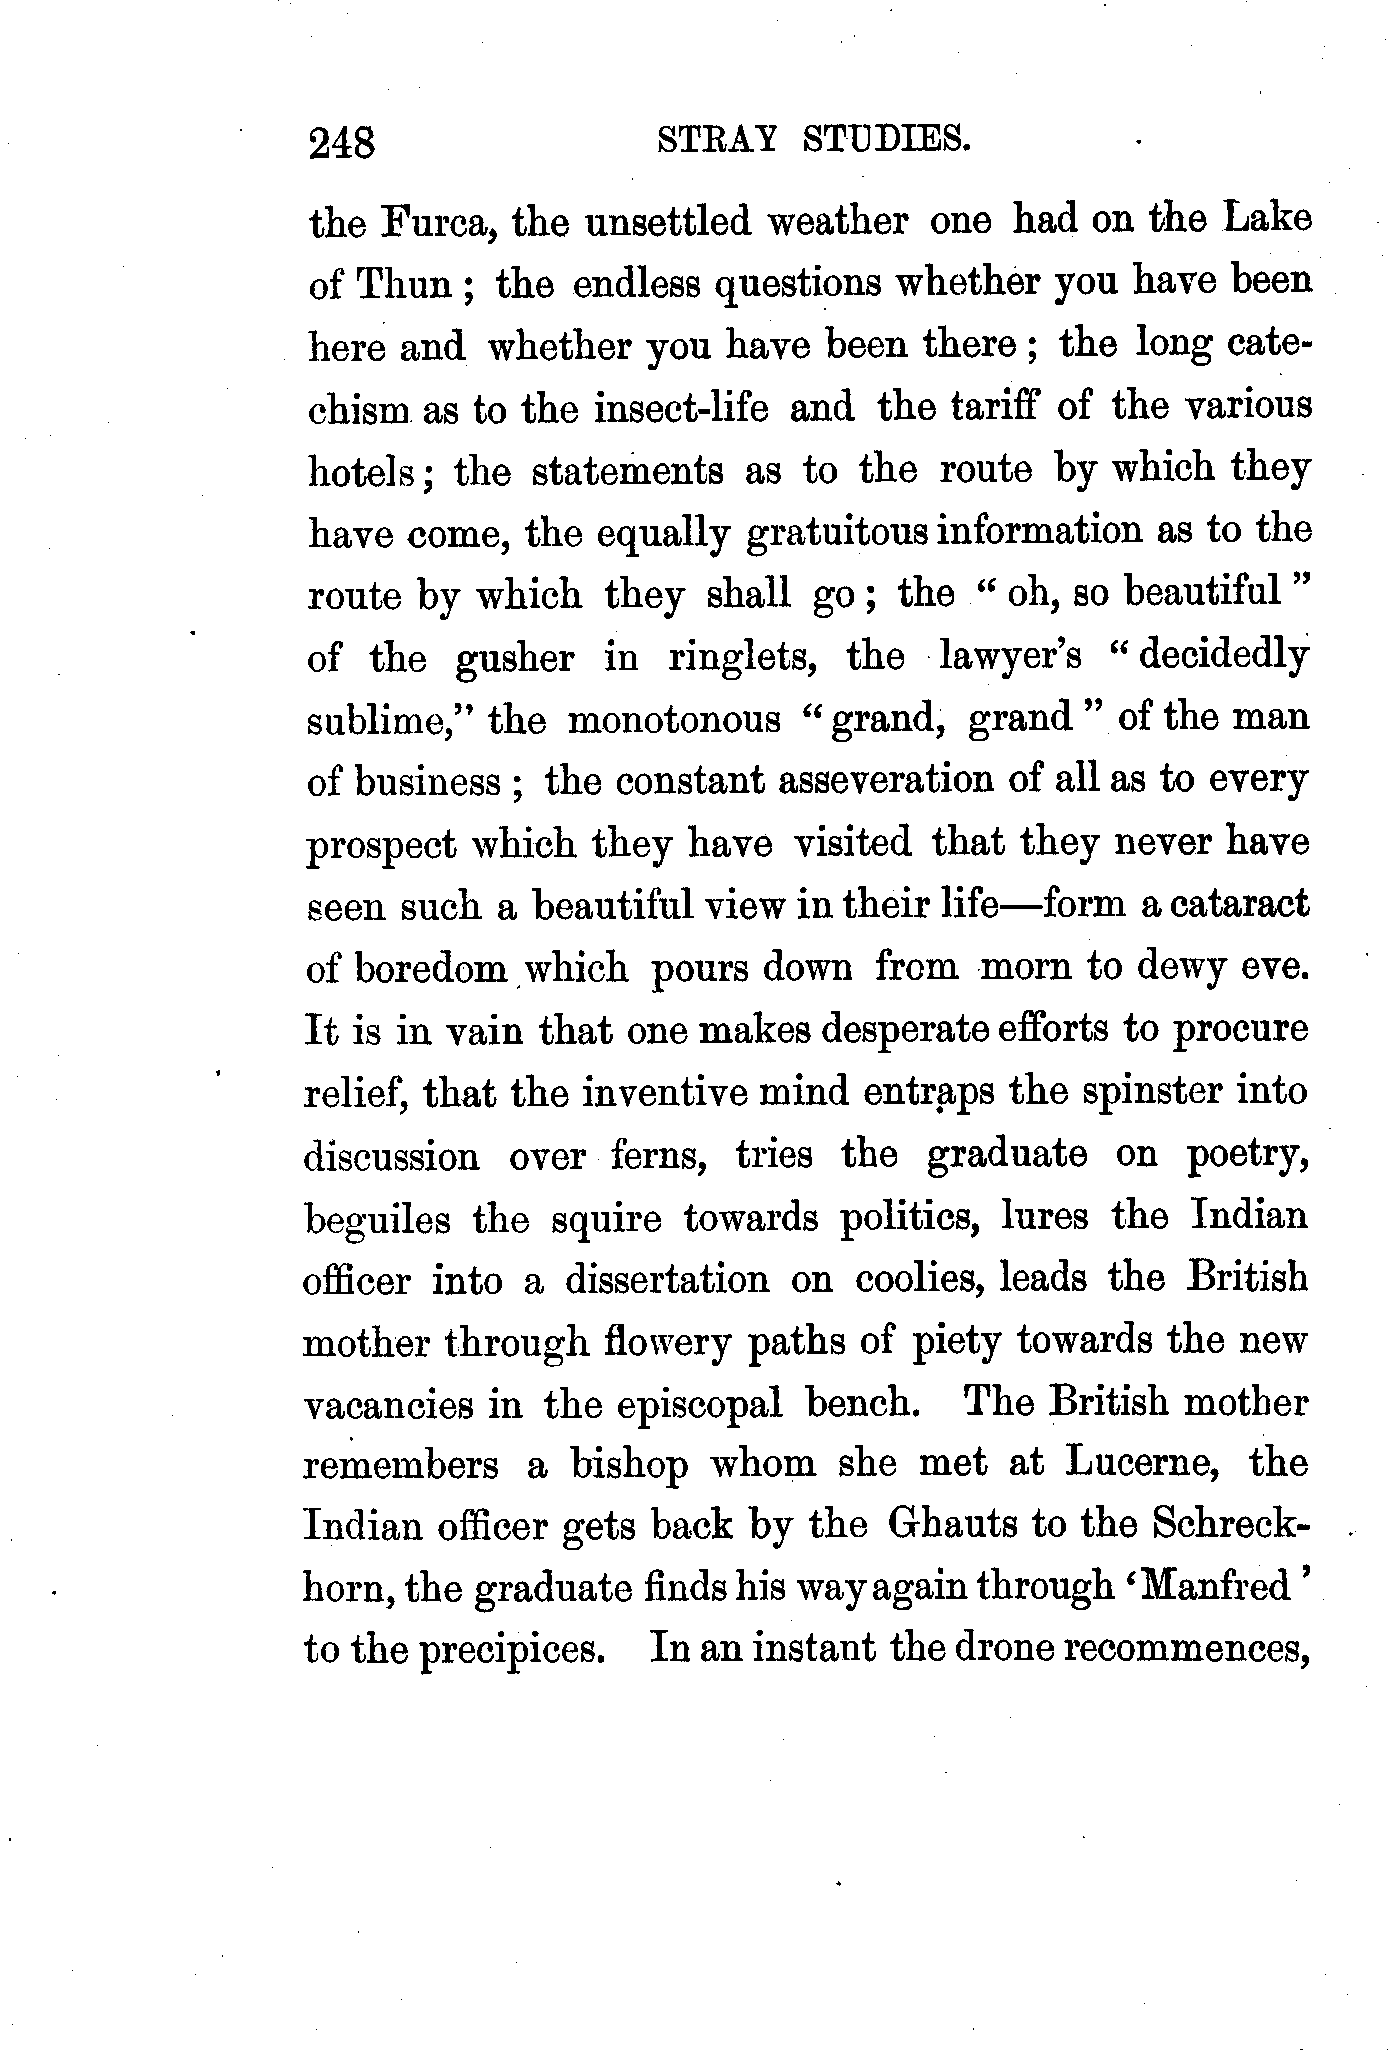 248 STRAY STUDIES.
the Furca, the unsettled weather one had on the Lake
of Thun ; the endless questions whether you have been
here and whether you have been there ; the long cate-
chism as to the insect-life and the tariff of the various
hotels ; the statements as to the route by which they
have come, the equally gratuitous information as to the
route by which they shall go ; the " oh, so beautiful "
of the gusher in ringlets, the lawyer's " decidedly
sublime," the monotonous " grand, grand " of the man
of business ; the constant asseveration of all as to every
prospect which they have visited that they never have
seen such a beautiful view in their life—form a cataract
of boredom which pours down from morn to dewy eve.
It is in vain that one makes desperate efforts to procure
relief, that the inventive mind entraps the spinster into
discussion over ferns, tries the graduate on poetry,
beguiles the squire towards politics, lures the Indian
officer into a dissertation on coolies, leads the British
mother through flowery paths of piety towards the new
vacancies in the episcopal bench. The British mother
remembers a bishop whom she met at Lucerne, the
Indian officer gets back by the Ghauts to the Schreck-
horn, the graduate finds his way again through ‘Manfred’
to the precipices. In an instant the drone recommences,